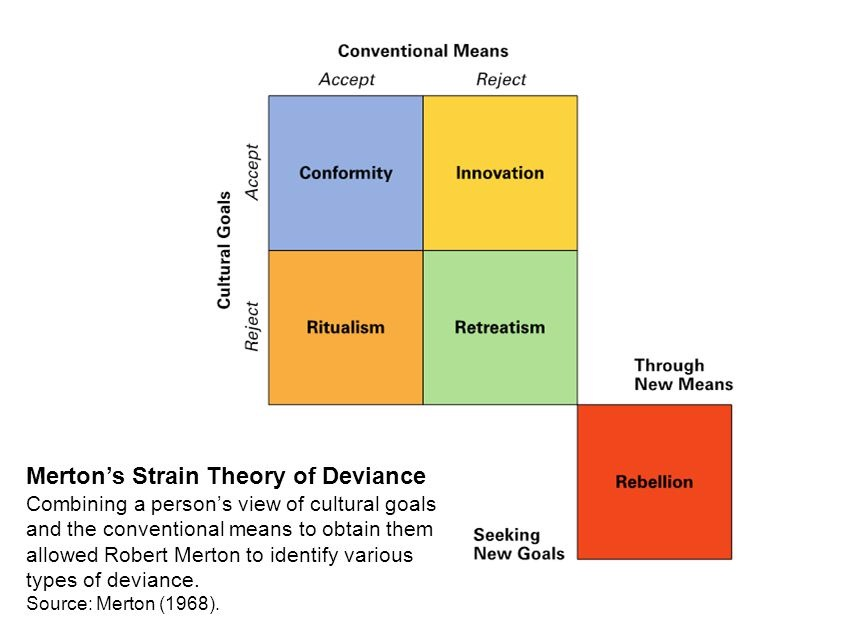 Conventional Means
Accept Reject
Cultural Goals
Accept
Reject
Conformity
Innovation
Ritualism
Retreatism
Through
New Means
Rebellion
Seeking
New Goals
Merton’s Strain Theory of Deviance
Combining a person’s view of cultural goals
and the conventional means to obtain them
allowed Robert Merton to identify various
types of deviance.
Source: Merton (1968).